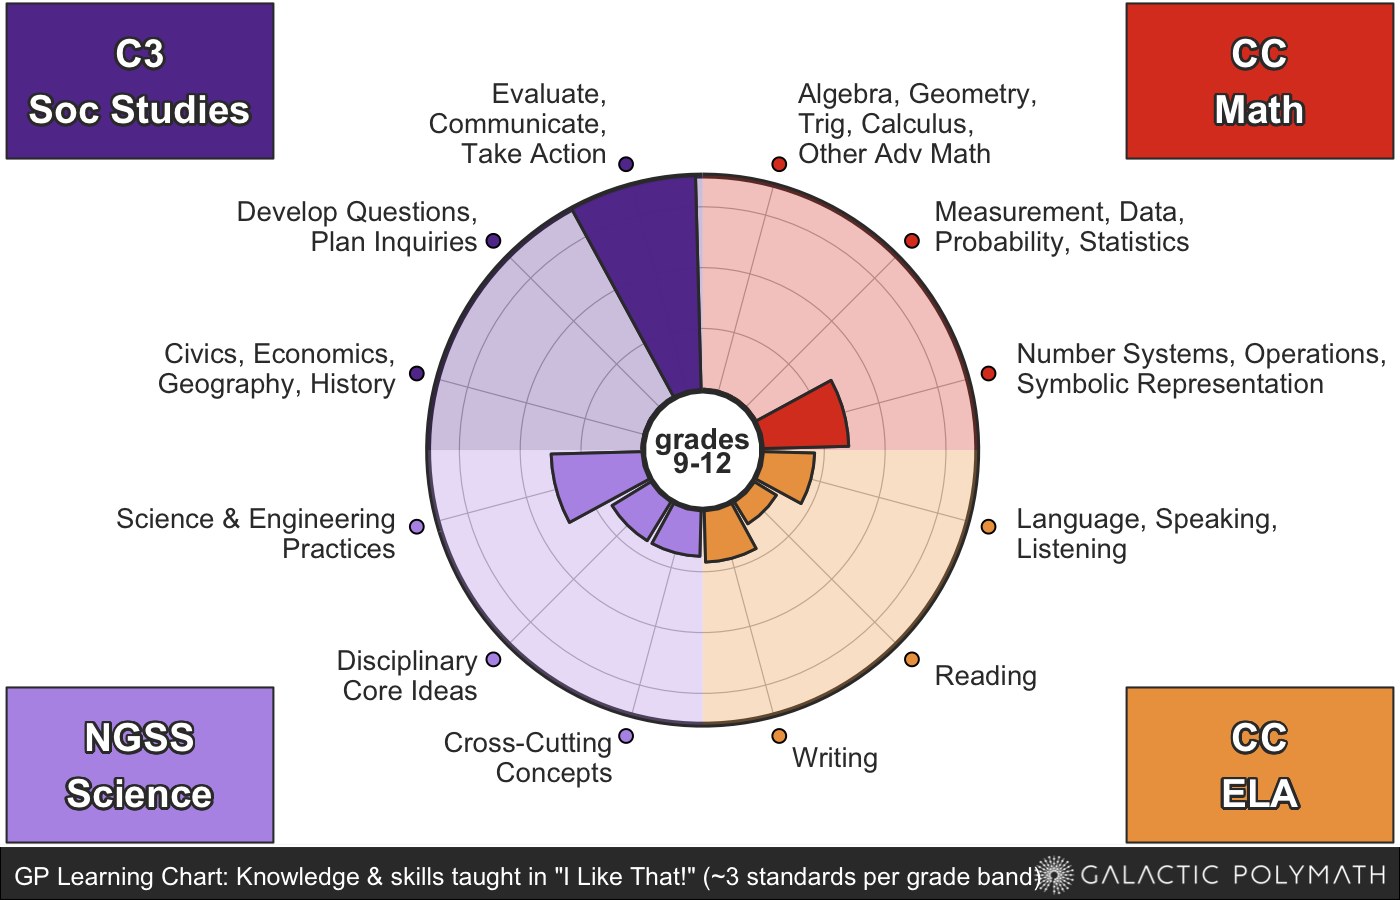 C3
Soc Studies
CC
Math
Evaluate,
Communicate,
Take Action
Algebra, Geometry,
Trig, Calculus,
Other Adv Math
Develop Questions,
Plan Inquiries
Measurement, Data,
Probability, Statistics
Civics, Economics,
Geography, History
Number Systems, Operations,
Symbolic Representation
grades
9-12
Science & Engineering
Practices
Language, Speaking,
Listening
Disciplinary
Core Ideas
Reading
Cross-Cutting
Concepts
Writing
NGSS
Science
CC
ELA
GP Learning Chart: Knowledge & skills taught in "I Like That!" (~3 standards per grade band)
GALACTIC POLYMATH